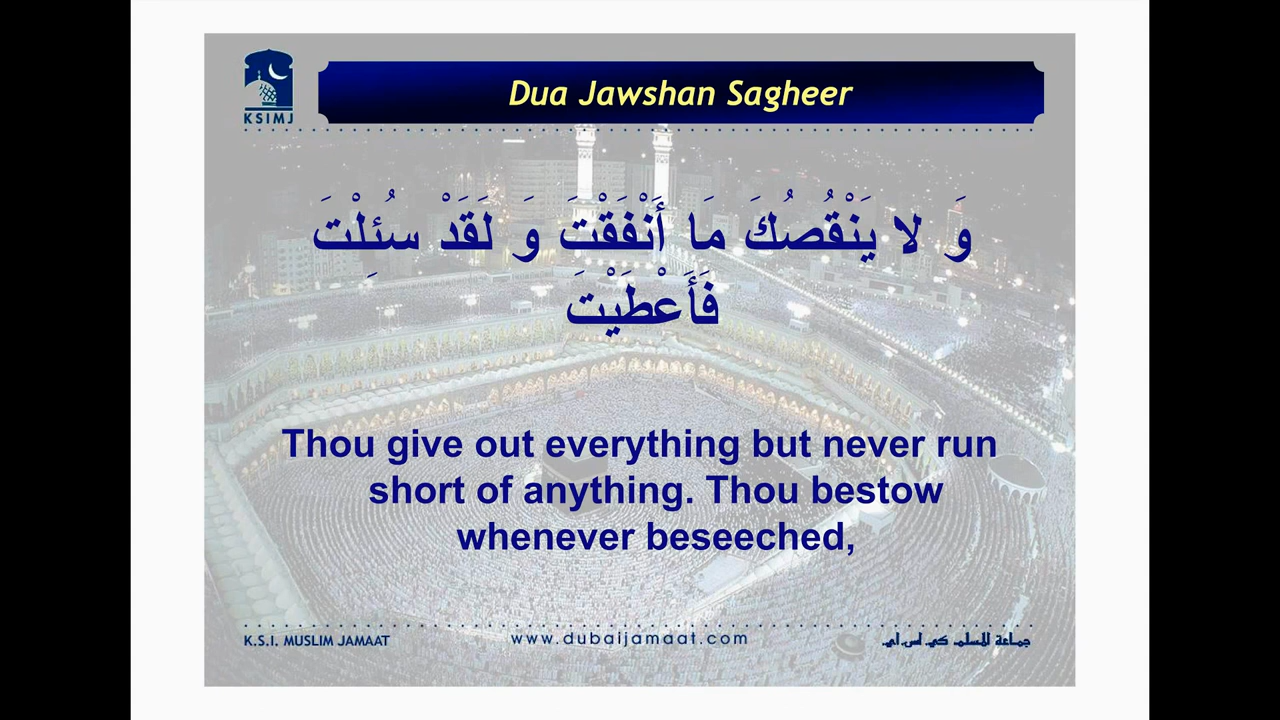 Dua Jawshan Sagheer
KSIMJ
وَ لا يَنْقُصُكَ مَا أَنْفَقْتَ وَ لَقَدْ سُئِلْتَ
فَأَعْطَيْتَ
Thou give out everything but never run
short of anything. Thou bestow
whenever beseeched,
K.S.I. MUSLIM JAMAAT
www.dubaijamaat.com